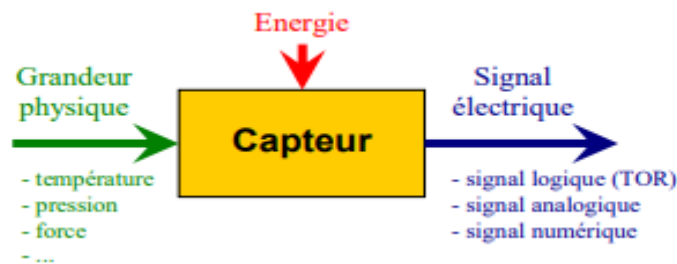 Energie
Grandeur
physique
- température
- pression
- force
- ...
Capteur
Signal
électrique
- signal logique (TOR)
- signal analogique
- signal numérique